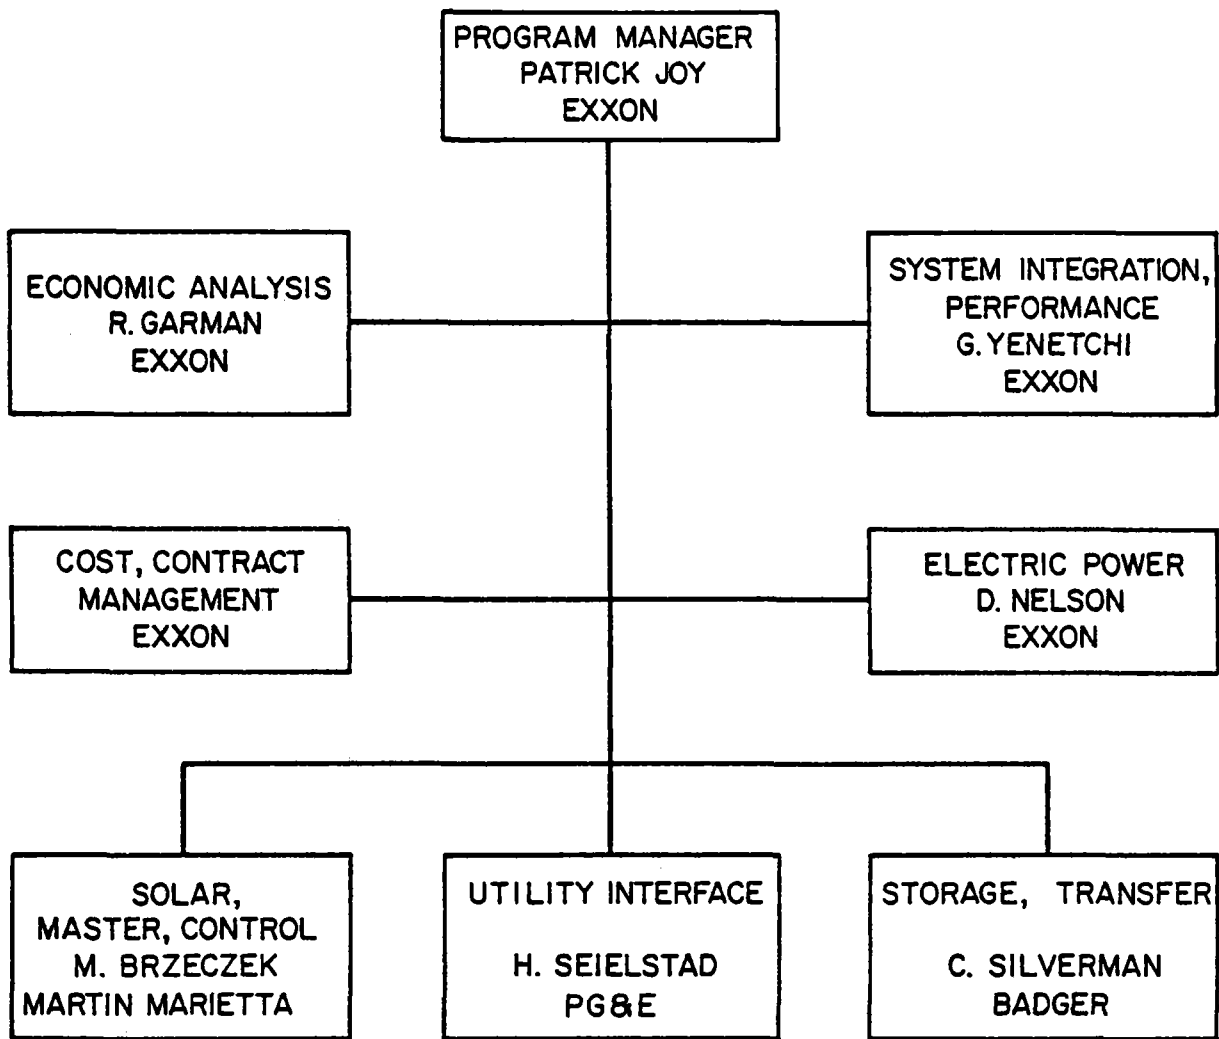 PROGRAM MANAGER
PATRICK JOY
EXXON
ECONOMIC ANALYSIS
R. GARMAN
EXXON
SYSTEM INTEGRATION,
PERFORMANCE
G. YENETCHI
EXXON
COST, CONTRACT
MANAGEMENT
EXXON
ELECTRIC POWER
D. NELSON
EXXON
SOLAR,
MASTER, CONTROL
M. BRZECZEK
MARTIN MARIETTA
UTILITY INTERFACE
H. SEIELSTAD
PG&E
STORAGE, TRANSFER
C. SILVERMAN
BADGER